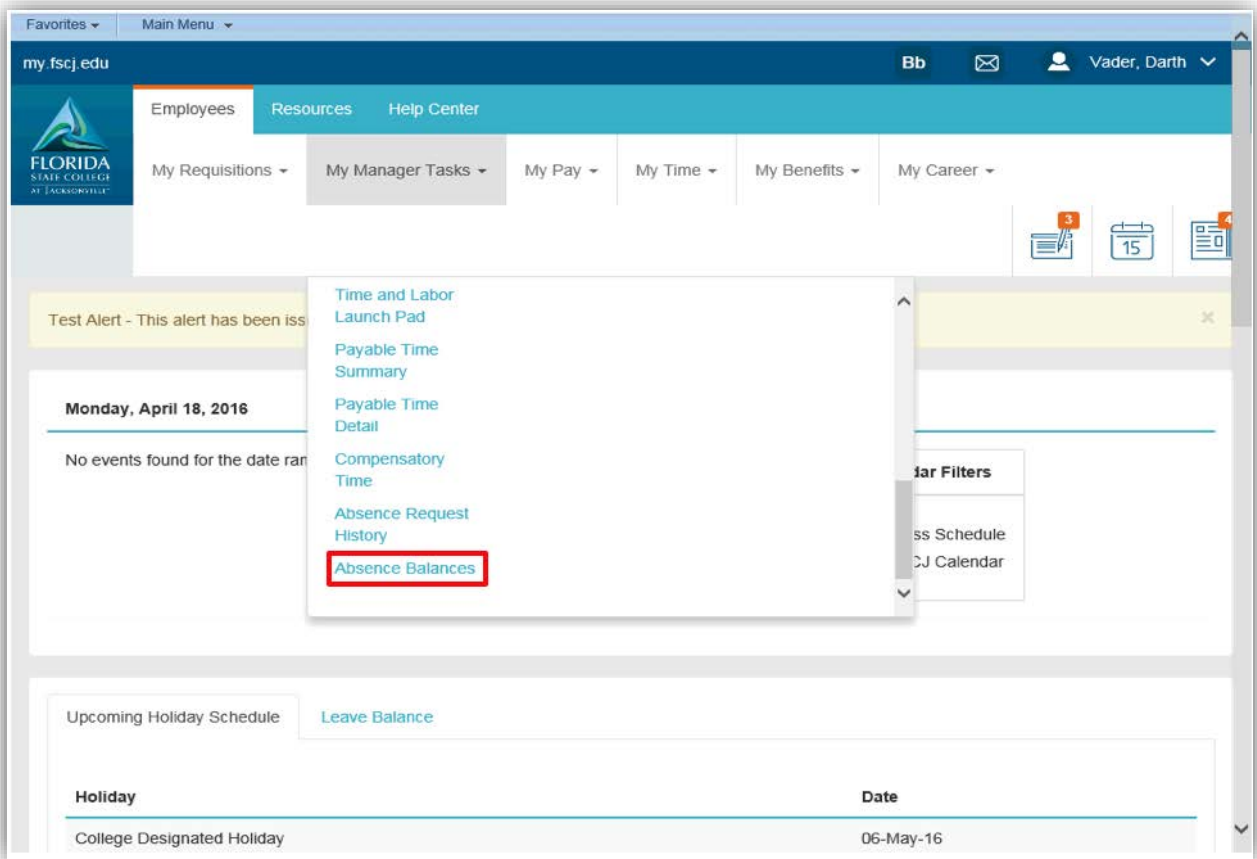 Favorites Main Menu
my.fscj.edu Bb Vader, Darth
Employees Resources Help Center
FLORIDA
STATE COLLEGE
AT JACKSONVILLE
My Requisitions My Manager Tasks My Pay My Time My Benefits My Career
3 15 4
Test Alert - This alert has been iss
Time and Labor
Launch Pad
Payable Time
Summary
Payable Time
Detail
Compensatory
Time
Absence Request
History
Absence Balances
Monday, April 18, 2016
No events found for the date ran
dar Filters
ss Schedule
CJ Calendar
Upcoming Holiday Schedule Leave Balance
Holiday Date
College Designated Holiday 06-May-16